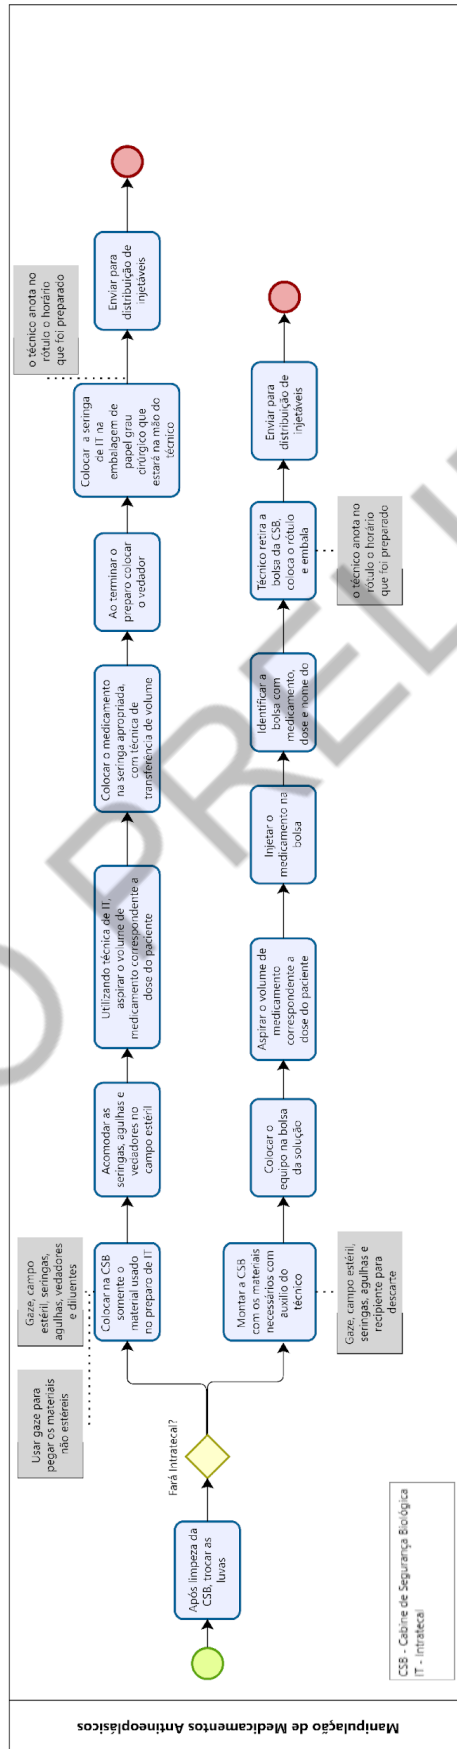 Manipulação de Medicamentos Antineoplásicos
Após limpeza da
CSB, trocar as
luvas
Fará Intratecal?
Usar gaze para
pegar os materiais
não estéreis
Gaze, campo
estéril, seringas,
agulhas, vedadores
e diluentes
Colocar na CSB
somente o
material usado
no preparo de IT
Acomodar as
seringas, agulhas e
vedadores no
campo estéril
Utilizando técnica de IT,
aspirar o volume de
medicamento correspondente a
dose do paciente
Colocar o medicamento
na seringa apropriada,
com técnica de
transferência de volume
Ao terminar o
preparo colocar
o vedador
Colocar a seringa
de IT na
embalagem de
papel grau
cirúrgico que
estará na mão do
técnico
o técnico anota no
rótulo o horário
que foi preparado
Enviar para
distribuição de
injetáveis
Montar a CSB
com os materiais
necessários com
auxilio do
técnico
Gaze, campo estéril,
seringas, agulhas e
recipiente para
descarte
Colocar o
equipo na bolsa
da solução
Aspirar o volume de
medicamento
correspondente a
dose do paciente
Injetar o
medicamento na
bolsa
Identificar a
bolsa com
medicamento,
dose e nome do
Técnico retira a
bolsa da CSB,
coloca o rótulo
e embala
o técnico anota no
rótulo o horário
que foi preparado
Enviar para
distribuição de
injetáveis
CSB - Cabine de Segurança Biológica
IT - Intratecal
O PRELI